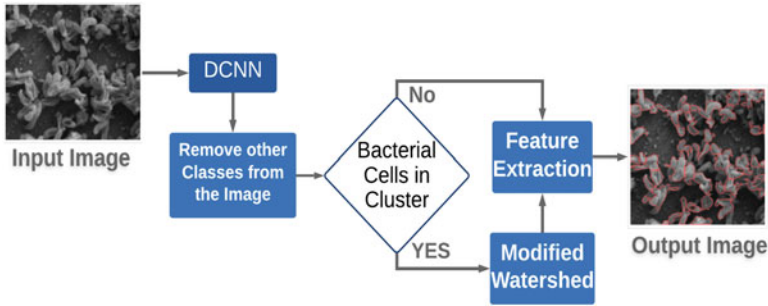 Input Image
DCNN
Remove other
Classes from
the Image
Bacterial
Cells in
Cluster
No
YES
Modified
Watershed
Feature
Extraction
Output Image